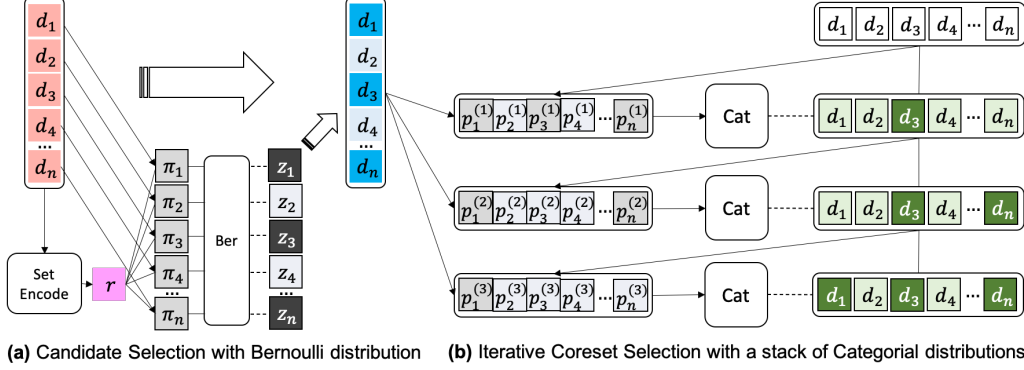 d₁
d₂
d₃
d₄
...
dₙ
Set
Encode
r
π₁
π₂
π₃
π₄
...
πₙ
Ber
z₁
z₂
z₃
z₄
...
zₙ
d₁
d₂
d₃
d₄
...
dₙ
(a) Candidate Selection with Bernoulli distribution
d₁ d₂ d₃ d₄ ... dₙ
p₁⁽¹⁾ p₂⁽¹⁾ p₃⁽¹⁾ p₄⁽¹⁾ ... pₙ⁽¹⁾ Cat d₁ d₂ d₃ d₄ ... dₙ
p₁⁽²⁾ p₂⁽²⁾ p₃⁽²⁾ p₄⁽²⁾ ... pₙ⁽²⁾ Cat d₁ d₂ d₃ d₄ ... dₙ
p₁⁽³⁾ p₂⁽³⁾ p₃⁽³⁾ p₄⁽³⁾ ... pₙ⁽³⁾ Cat d₁ d₂ d₃ d₄ ... dₙ
(b) Iterative Coreset Selection with a stack of Categorial distributions